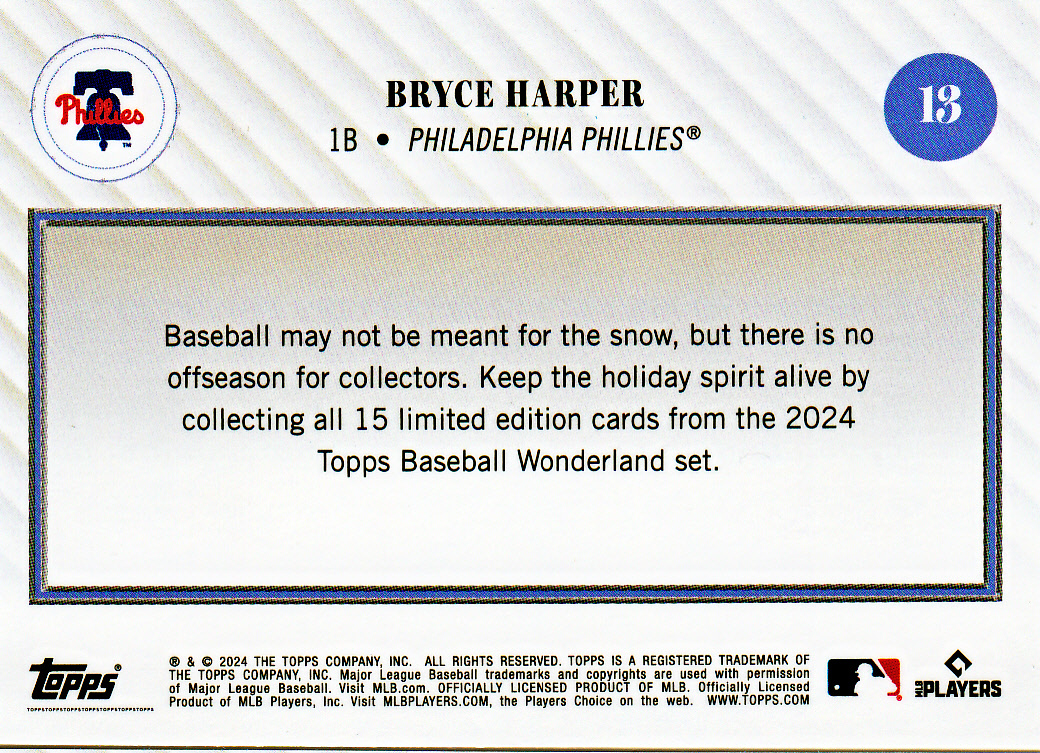 Phillies
TM
BRYCE HARPER
1B • PHILADELPHIA PHILLIES®
13
Baseball may not be meant for the snow, but there is no
offseason for collectors. Keep the holiday spirit alive by
collecting all 15 limited edition cards from the 2024
Topps Baseball Wonderland set.
TOPPS®
TOPPSTOPPSTOPPSTOPPSTOPPSTOPPSTOPPS
® & © 2024 THE TOPPS COMPANY, INC. ALL RIGHTS RESERVED. TOPPS IS A REGISTERED TRADEMARK OF
THE TOPPS COMPANY, INC. Major League Baseball trademarks and copyrights are used with permission
of Major League Baseball. Visit MLB.com. OFFICIALLY LICENSED PRODUCT OF MLB. Officially Licensed
Product of MLB Players, Inc. Visit MLBPLAYERS.COM, the Players Choice on the web. WWW.TOPPS.COM
®
MLB PLAYERS